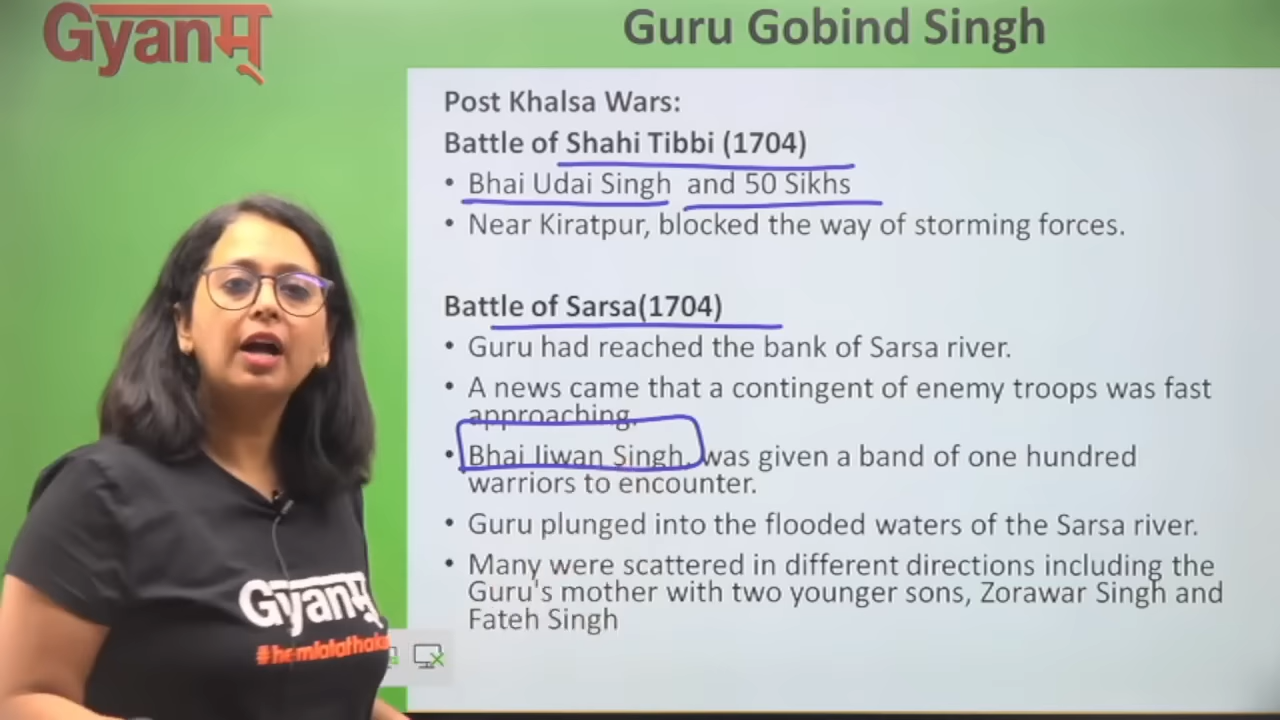 Gyanम्
Guru Gobind Singh
Post Khalsa Wars:
Battle of Shahi Tibbi (1704)
• Bhai Udai Singh and 50 Sikhs
• Near Kiratpur, blocked the way of storming forces.
Battle of Sarsa(1704)
• Guru had reached the bank of Sarsa river.
• A news came that a contingent of enemy troops was fast
approaching.
• Bhai Jiwan Singh, was given a band of one hundred
warriors to encounter.
• Guru plunged into the flooded waters of the Sarsa river.
• Many were scattered in different directions including the
Guru's mother with two younger sons, Zorawar Singh and
Fateh Singh
Gyanम्